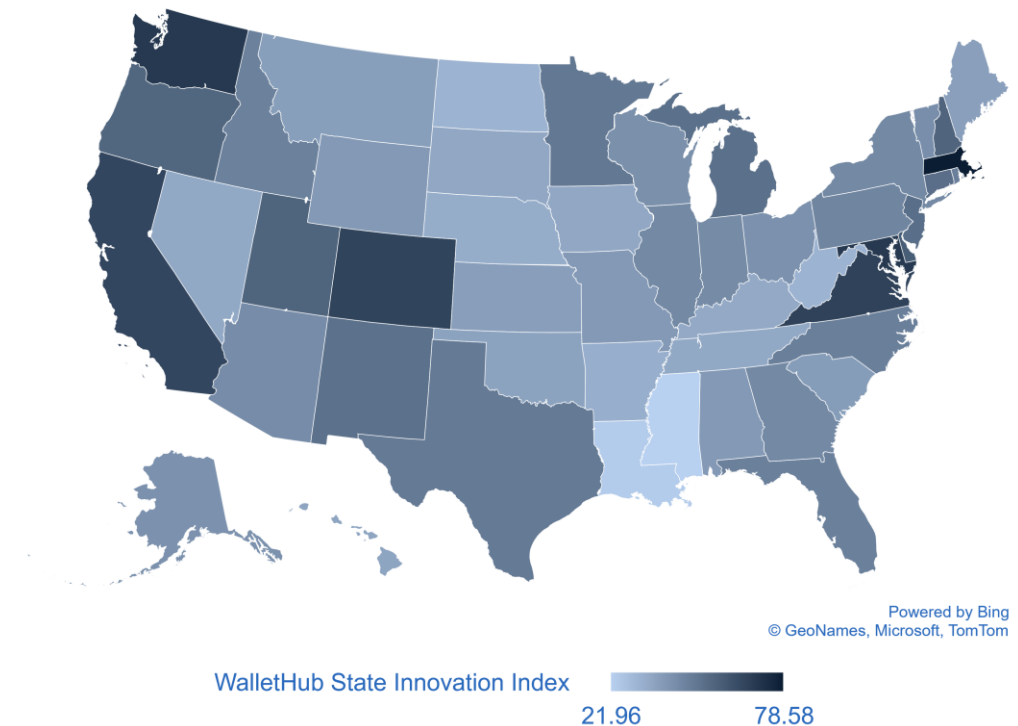 Powered by Bing
© GeoNames, Microsoft, TomTom
WalletHub State Innovation Index
21.96 78.58